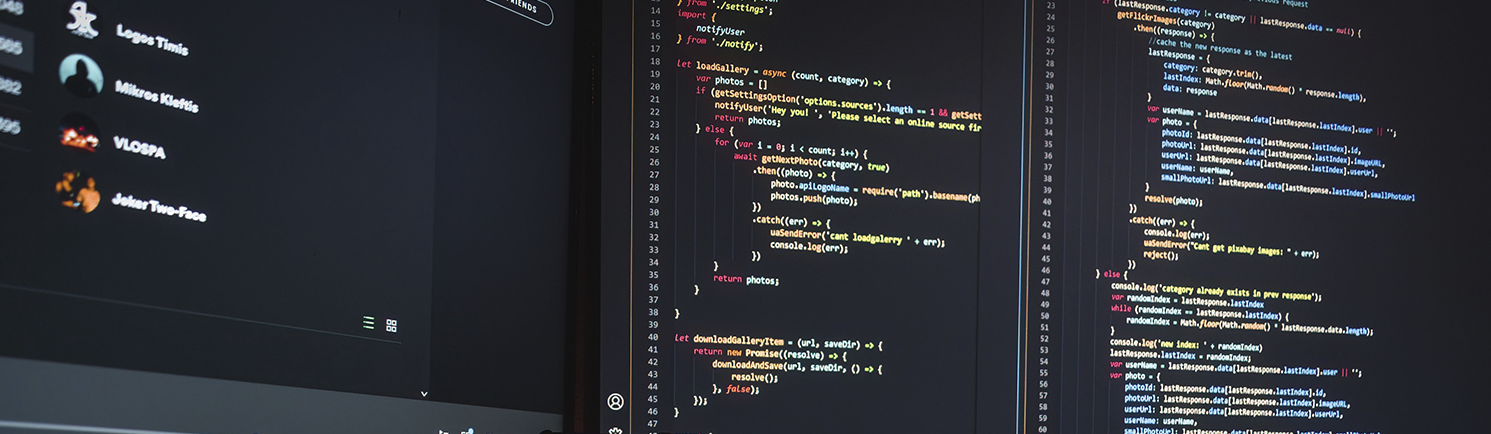 FRIENDS
Logos Timis
Mikros Kleftis
VLOSPA
Joker Two-Face
585
082
095
14 } from './settings';
15 import {
16 notifyUser
17 } from './notify';
18
19 let loadGallery = async (count, category) => {
20 var photos = []
21 if (getSettingsOption('options.sources').length == 1 && getSett
22 notifyUser('Hey you! ', 'Please select an online source fir
23 return photos;
24 } else {
25 for (var i = 0; i < count; i++) {
26 await getNextPhoto(category, true)
27 .then((photo) => {
28 photo.apiLogoName = require('path').basename(ph
29 photos.push(photo);
30 })
31 .catch((err) => {
32 uaSendError('cant loadgalerry ' + err);
33 console.log(err);
34 })
35 }
36 return photos;
37 }
38 }
39
40 let downloadGalleryItem = (url, saveDir) => {
41 return new Promise((resolve) => {
42 downloadAndSave(url, saveDir, () => {
43 resolve();
44 }, false);
45 });
46 }
47
23 if (lastResponse.category != category || lastResponse.data == null) {
24 getFlickrImages(category)
25 .then((response) => {
26 //cache the new response as the latest
27 lastResponse = {
28 category: category.trim(),
29 lastIndex: Math.floor(Math.random() * response.length),
30 data: response
31 }
32 var userName = lastResponse.data[lastResponse.lastIndex].user || '';
33 var photo = {
34 photoId: lastResponse.data[lastResponse.lastIndex].id,
35 photoUrl: lastResponse.data[lastResponse.lastIndex].imageURL,
36 userUrl: lastResponse.data[lastResponse.lastIndex].userUrl,
37 userName: userName,
38 smallPhotoUrl: lastResponse.data[lastResponse.lastIndex].smallPhotoUrl
39 }
40 resolve(photo);
41 })
42 .catch((err) => {
43 console.log(err);
44 uaSendError("Cant get pixabay images: " + err);
45 reject();
46 })
47 } else {
48 console.log('category already exists in prev response');
49 var randomIndex = lastResponse.lastIndex
50 while (randomIndex == lastResponse.lastIndex) {
51 randomIndex = Math.floor(Math.random() * lastResponse.data.length);
52 }
53 console.log('new index: ' + randomIndex)
54 lastResponse.lastIndex = randomIndex;
55 var userName = lastResponse.data[lastResponse.lastIndex].user || '';
56 var photo = {
57 photoId: lastResponse.data[lastResponse.lastIndex].id,
58 photoUrl: lastResponse.data[lastResponse.lastIndex].imageURL,
59 userUrl: lastResponse.data[lastResponse.lastIndex].userUrl,
60 userName: userName,
smallPhotoUrl: lastResponse.data[lastResponse.lastIndex].smallPhotoUrl